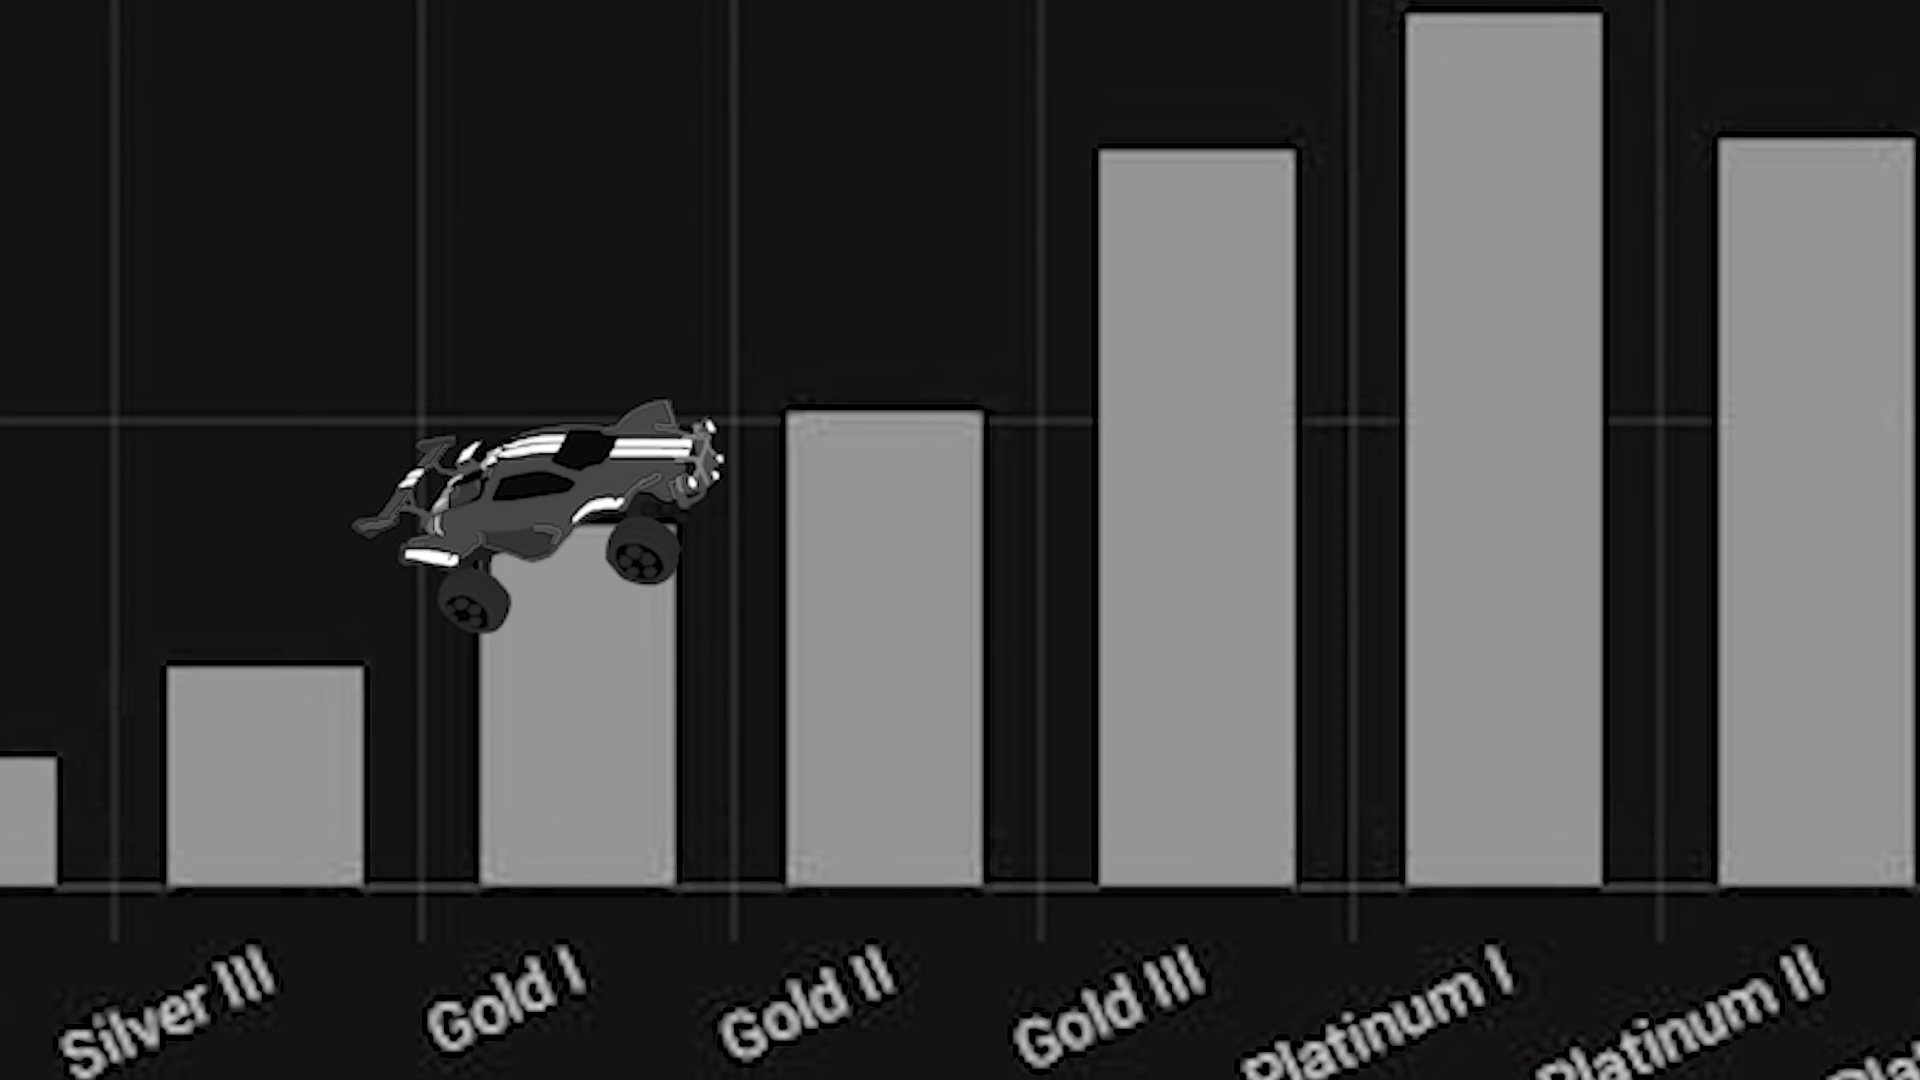 Silver III
Gold I
Gold II
Gold III
Platinum I
Platinum II